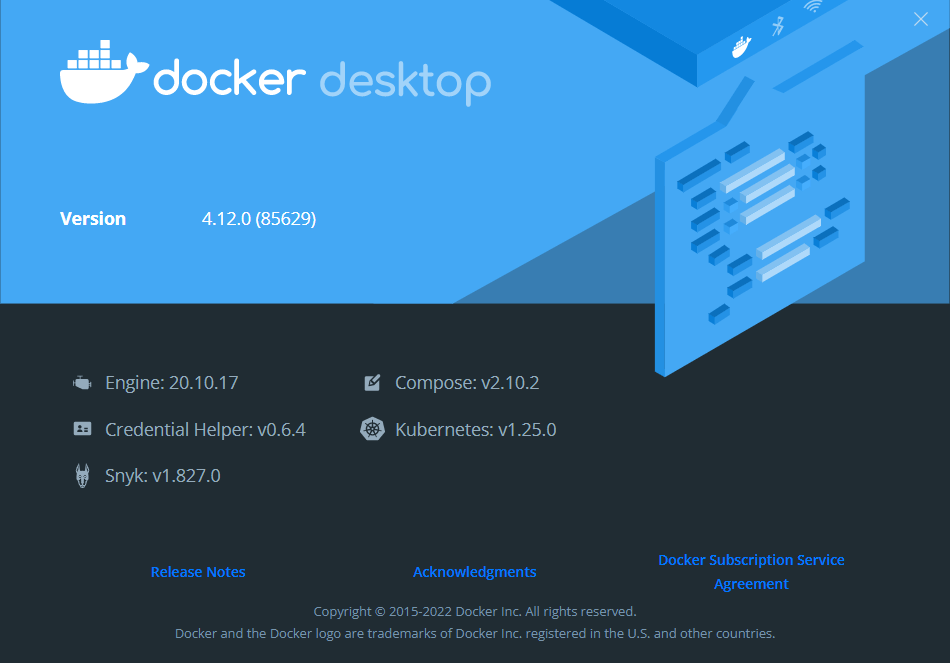 docker desktop
Version 4.12.0 (85629)
Engine: 20.10.17
Compose: v2.10.2
Credential Helper: v0.6.4
Kubernetes: v1.25.0
Snyk: v1.827.0
Release Notes
Acknowledgments
Docker Subscription Service
Agreement
Copyright © 2015-2022 Docker Inc. All rights reserved.
Docker and the Docker logo are trademarks of Docker Inc. registered in the U.S. and other countries.